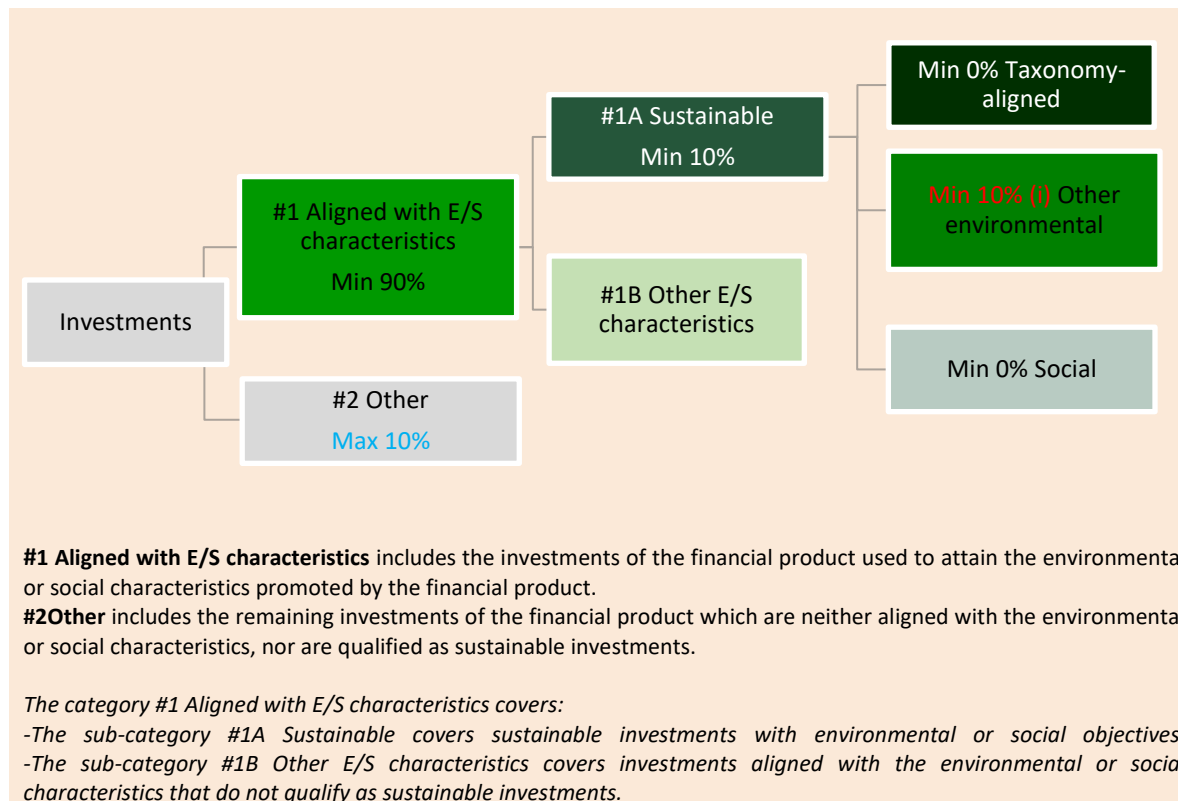 Min 0% Taxonomy-
aligned
#1A Sustainable
Min 10%
Min 10% (i) Other
environmental
#1 Aligned with E/S
characteristics
Min 90%
#1B Other E/S
characteristics
Investments
Min 0% Social
#2 Other
Max 10%
#1 Aligned with E/S characteristics includes the investments of the financial product used to attain the environmenta
or social characteristics promoted by the financial product.
#2Other includes the remaining investments of the financial product which are neither aligned with the environmenta
or social characteristics, nor are qualified as sustainable investments.
The category #1 Aligned with E/S characteristics covers:
-The sub-category #1A Sustainable covers sustainable investments with environmental or social objectives
-The sub-category #1B Other E/S characteristics covers investments aligned with the environmental or socia
characteristics that do not qualify as sustainable investments.